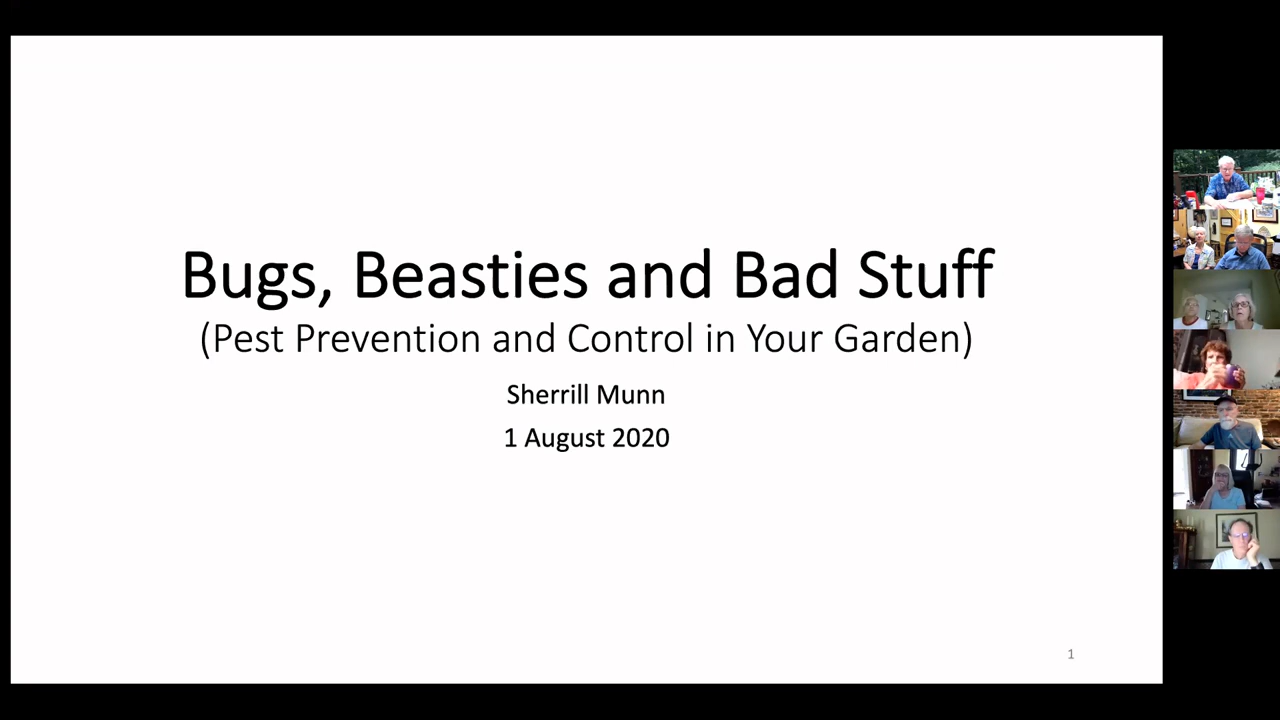 Bugs, Beasties and Bad Stuff
(Pest Prevention and Control in Your Garden)
Sherrill Munn
1 August 2020
1